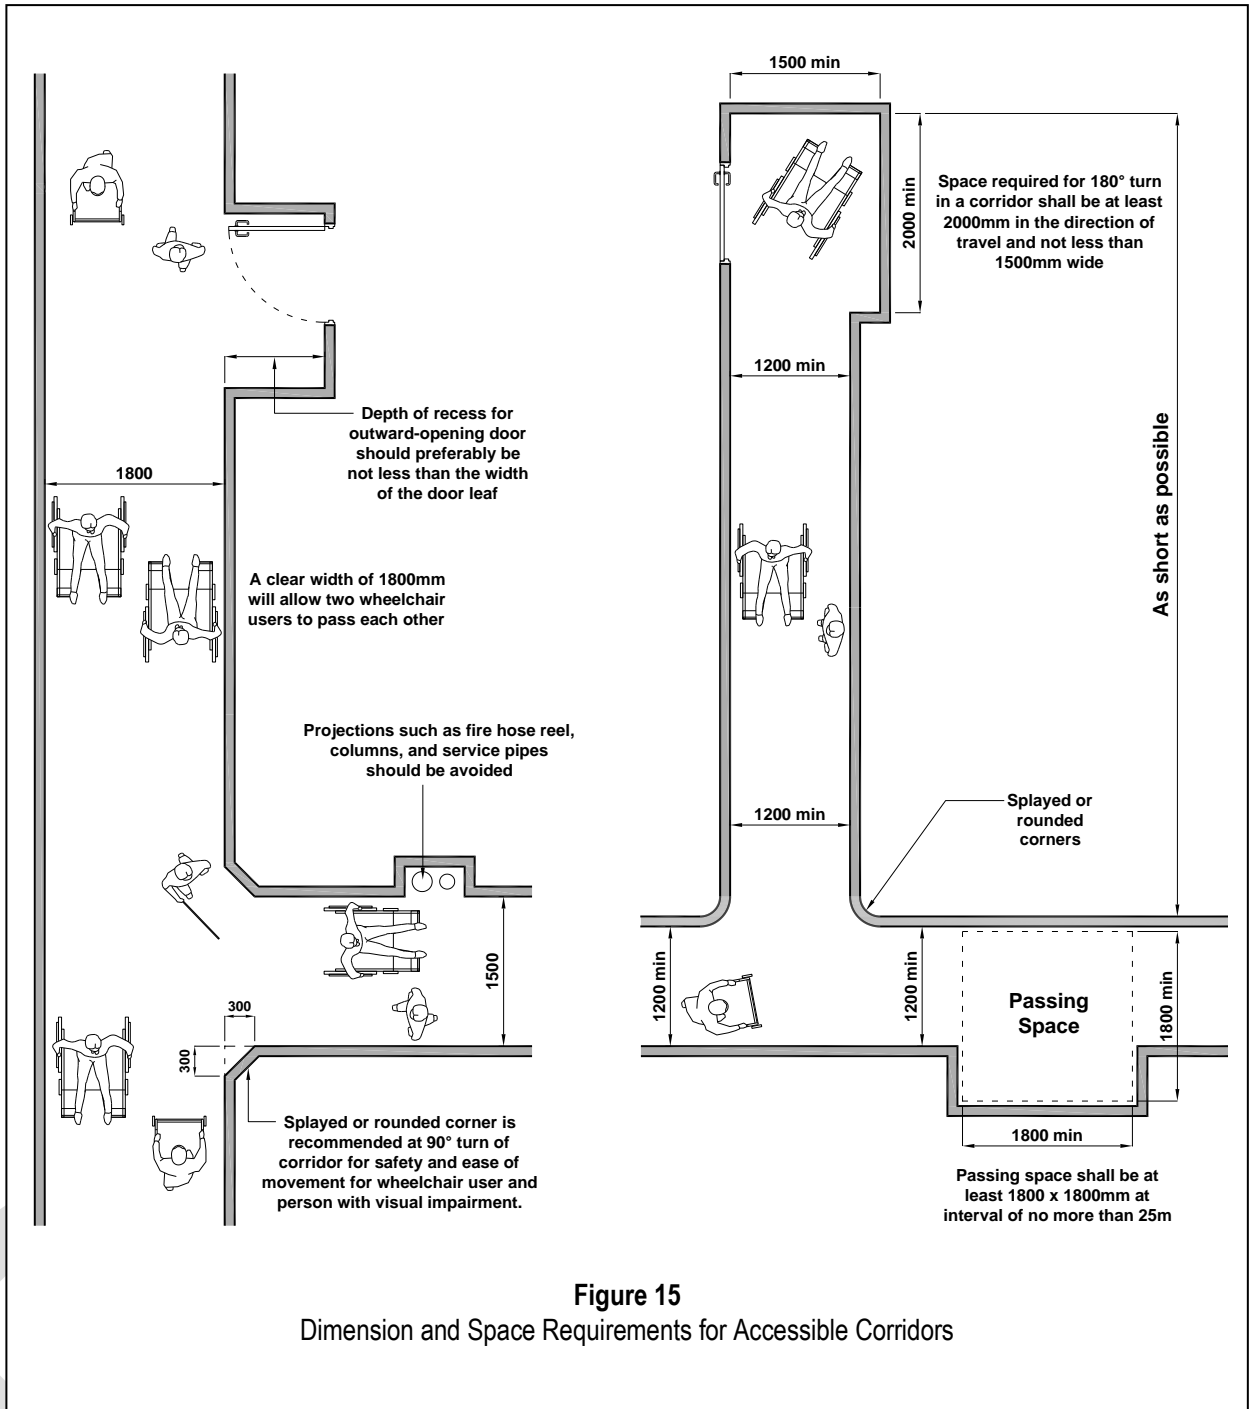 1500 min
2000 min
Space required for 180° turn
in a corridor shall be at least
2000mm in the direction of
travel and not less than
1500mm wide
1200 min
Depth of recess for
outward-opening door
should preferably be
not less than the width
of the door leaf
1800
As short as possible
A clear width of 1800mm
will allow two wheelchair
users to pass each other
Projections such as fire hose reel,
columns, and service pipes
should be avoided
1200 min
Splayed or
rounded
corners
1500
300
300
1200 min
1200 min
Passing
Space
1800 min
1800 min
Splayed or rounded corner is
recommended at 90° turn of
corridor for safety and ease of
movement for wheelchair user and
person with visual impairment.
Passing space shall be at
least 1800 x 1800mm at
interval of no more than 25m
Figure 15
Dimension and Space Requirements for Accessible Corridors